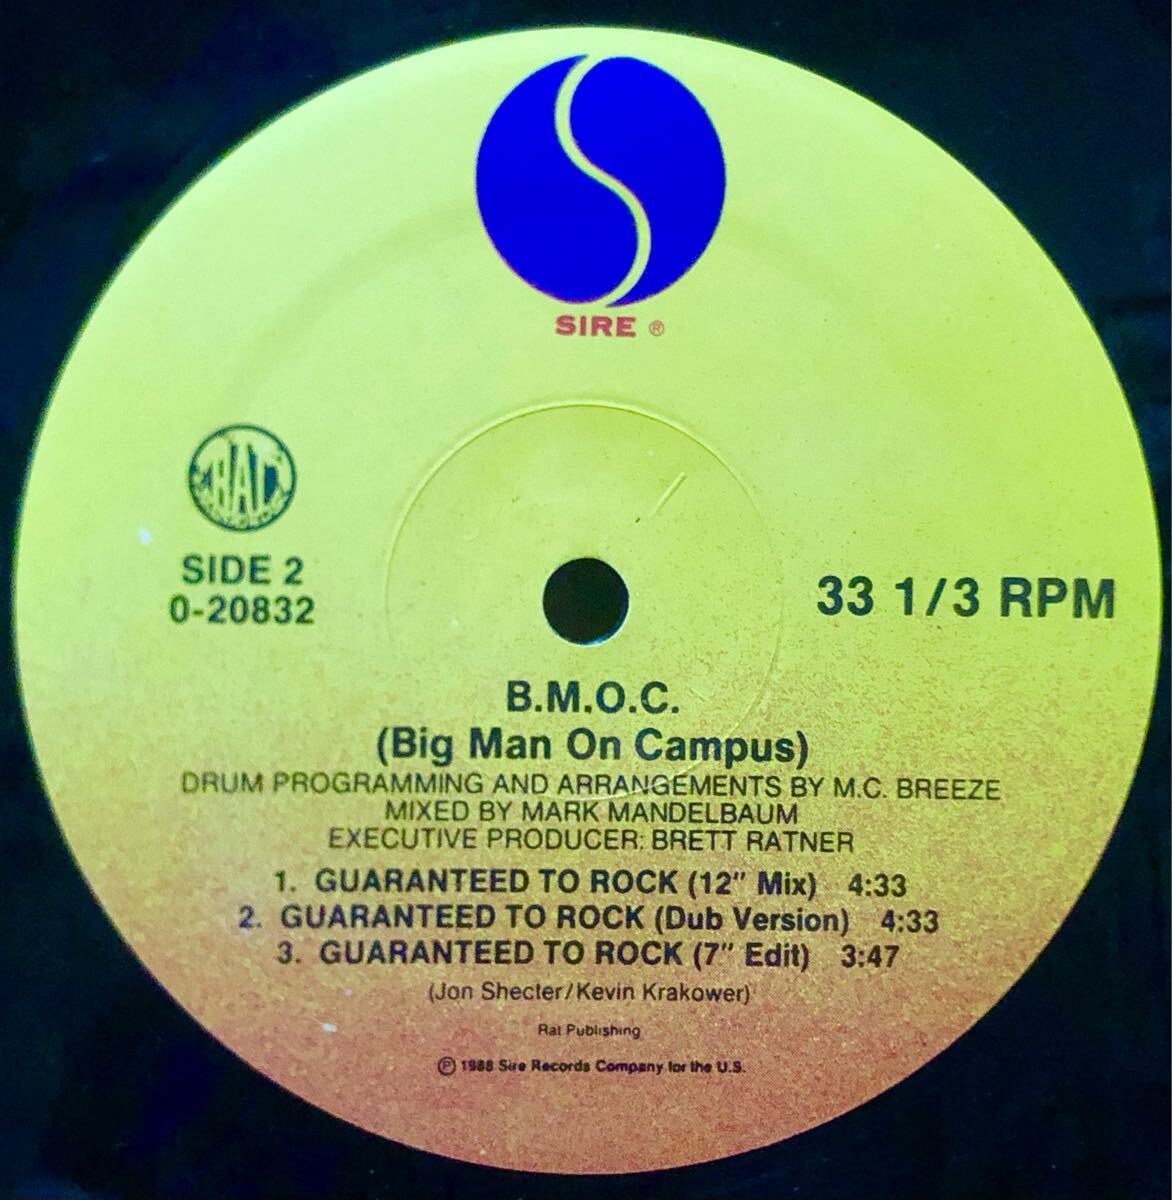 SIRE ®
SIDE 2
0-20832
33 1/3 RPM
B.M.O.C.
(Big Man On Campus)
DRUM PROGRAMMING AND ARRANGEMENTS BY M.C. BREEZE
MIXED BY MARK MANDELBAUM
EXECUTIVE PRODUCER: BRETT RATNER
1. GUARANTEED TO ROCK (12" Mix) 4:33
2. GUARANTEED TO ROCK (Dub Version) 4:33
3. GUARANTEED TO ROCK (7" Edit) 3:47
(Jon Shecter/Kevin Krakower)
Rat Publishing
℗ 1988 Sire Records Company for the U.S.